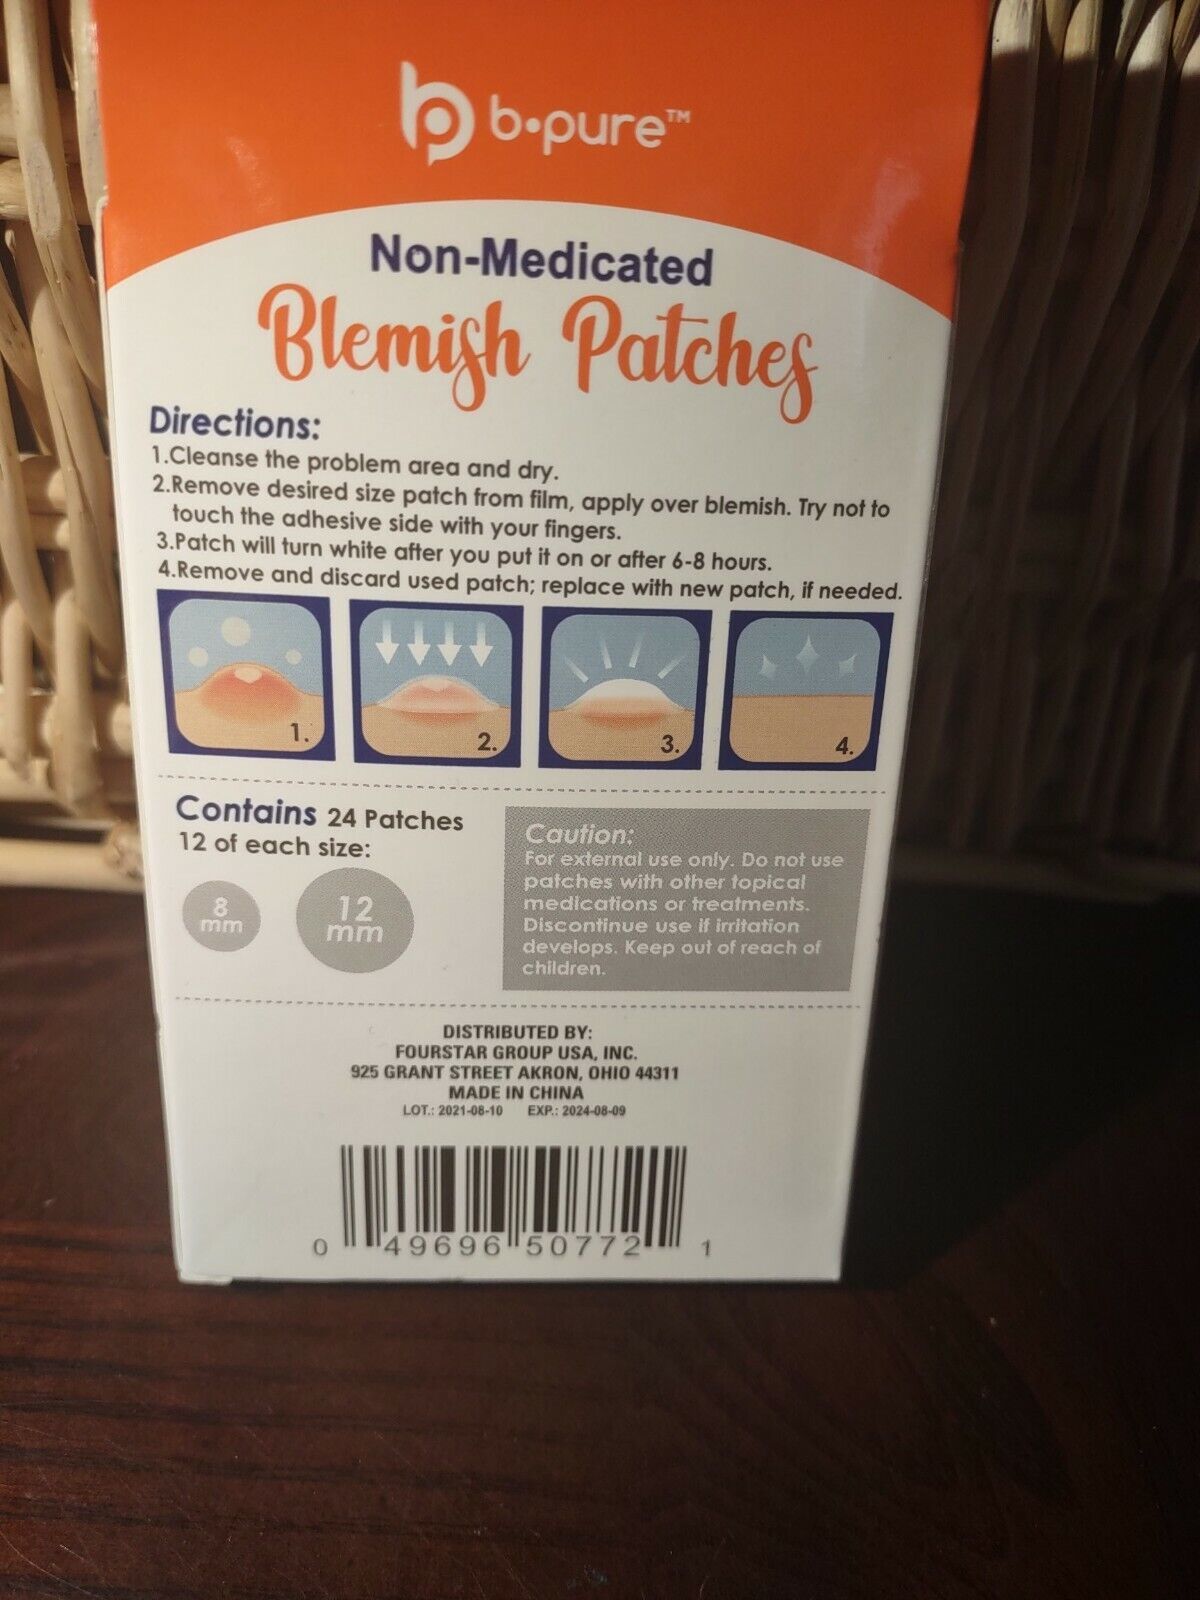 b•pure™
Non-Medicated
Blemish Patches
Directions:
1.Cleanse the problem area and dry.
2.Remove desired size patch from film, apply over blemish. Try not to
touch the adhesive side with your fingers.
3.Patch will turn white after you put it on or after 6-8 hours.
4.Remove and discard used patch; replace with new patch, if needed.
1.
2.
3.
4.
Contains 24 Patches
12 of each size:
8
mm
12
mm
Caution:
For external use only. Do not use
patches with other topical
medications or treatments.
Discontinue use if irritation
develops. Keep out of reach of
children.
DISTRIBUTED BY:
FOURSTAR GROUP USA, INC.
925 GRANT STREET AKRON, OHIO 44311
MADE IN CHINA
LOT.: 2021-08-10 EXP.: 2024-08-09
0 49696 50772 1